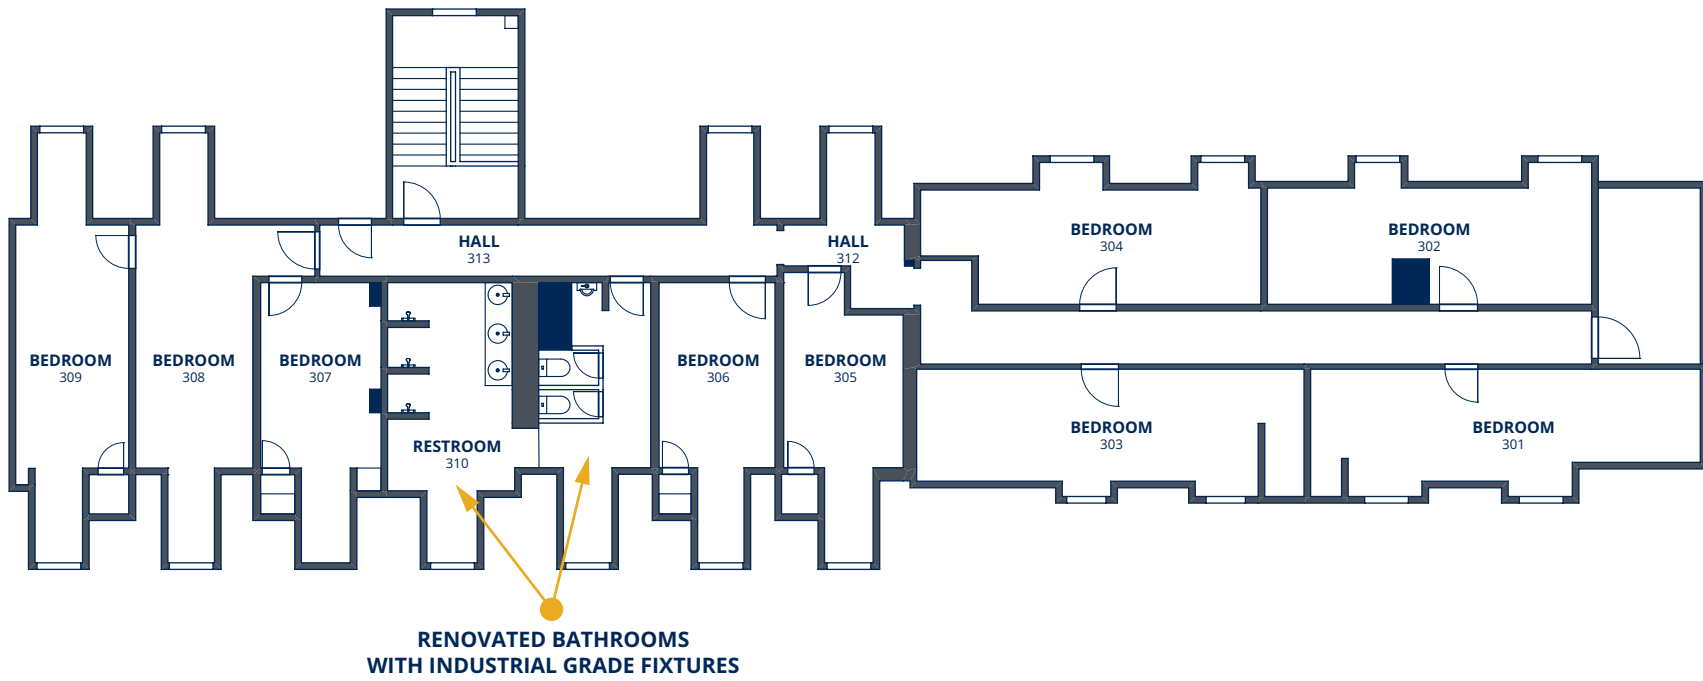 HALL
313
HALL
312
BEDROOM
304
BEDROOM
302
BEDROOM
309
BEDROOM
308
BEDROOM
307
BEDROOM
306
BEDROOM
305
RESTROOM
310
BEDROOM
303
BEDROOM
301
RENOVATED BATHROOMS
WITH INDUSTRIAL GRADE FIXTURES